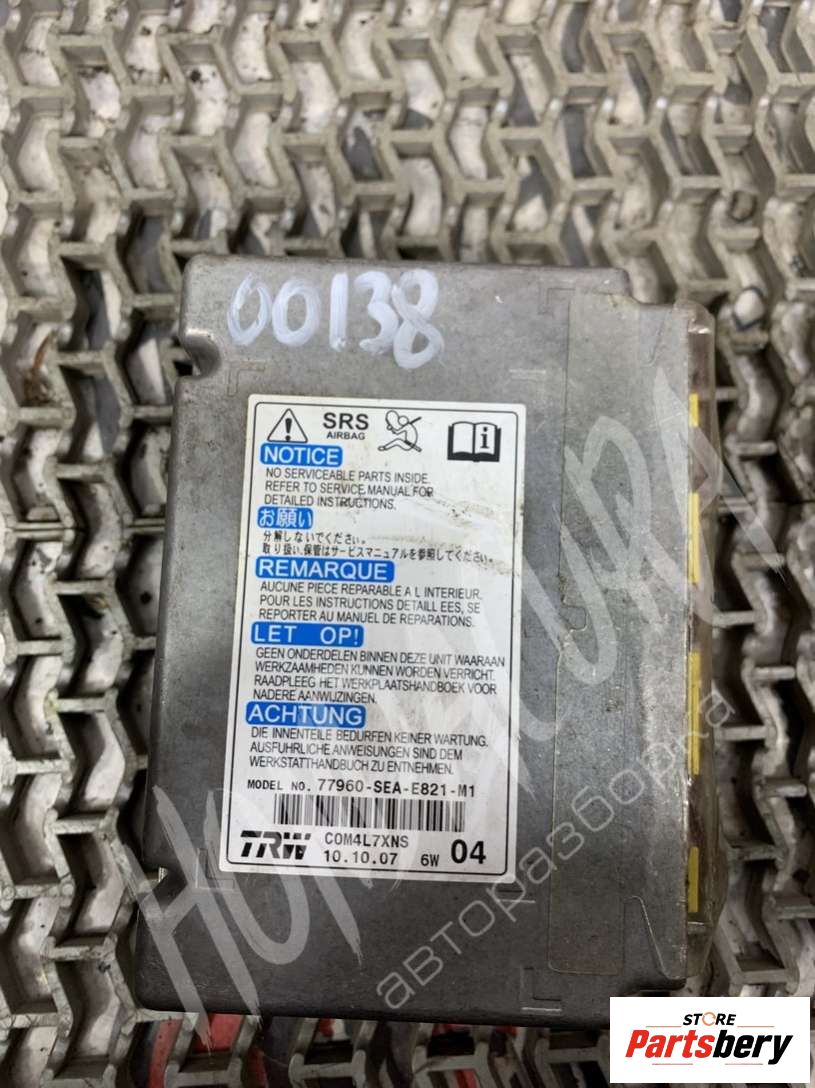 00138
SRS
AIRBAG
NOTICE
NO SERVICEABLE PARTS INSIDE.
REFER TO SERVICE MANUAL FOR
DETAILED INSTRUCTIONS.
お願い
分解しないでください。
取り扱い、保管はサービスマニュアルを参照してください。
REMARQUE
AUCUNE PIECE REPARABLE A L INTERIEUR.
POUR LES INSTRUCTIONS DETAILL EES, SE
REPORTER AU MANUEL DE REPARATIONS.
LET OP!
GEEN ONDERDELEN BINNEN DEZE UNIT WAARAAN
WERKZAAMHEDEN KUNNEN WORDEN VERRICHT.
RAADPLEEG HET WERKPLAATSHANDBOEK VOOR
NADERE AANWIJZINGEN.
ACHTUNG
DIE INNENTEILE BEDURFEN KEINER WARTUNG.
AUSFUHRLICHE ANWEISUNGEN SIND DEM
WERKSTATTHANDBUCH ZU ENTNEHMEN.
MODEL NO. 77960-SEA-E821-M1
TRW COM4L7XNS
10.10.07 6W 04
авторазборка
STORE
Partsbery